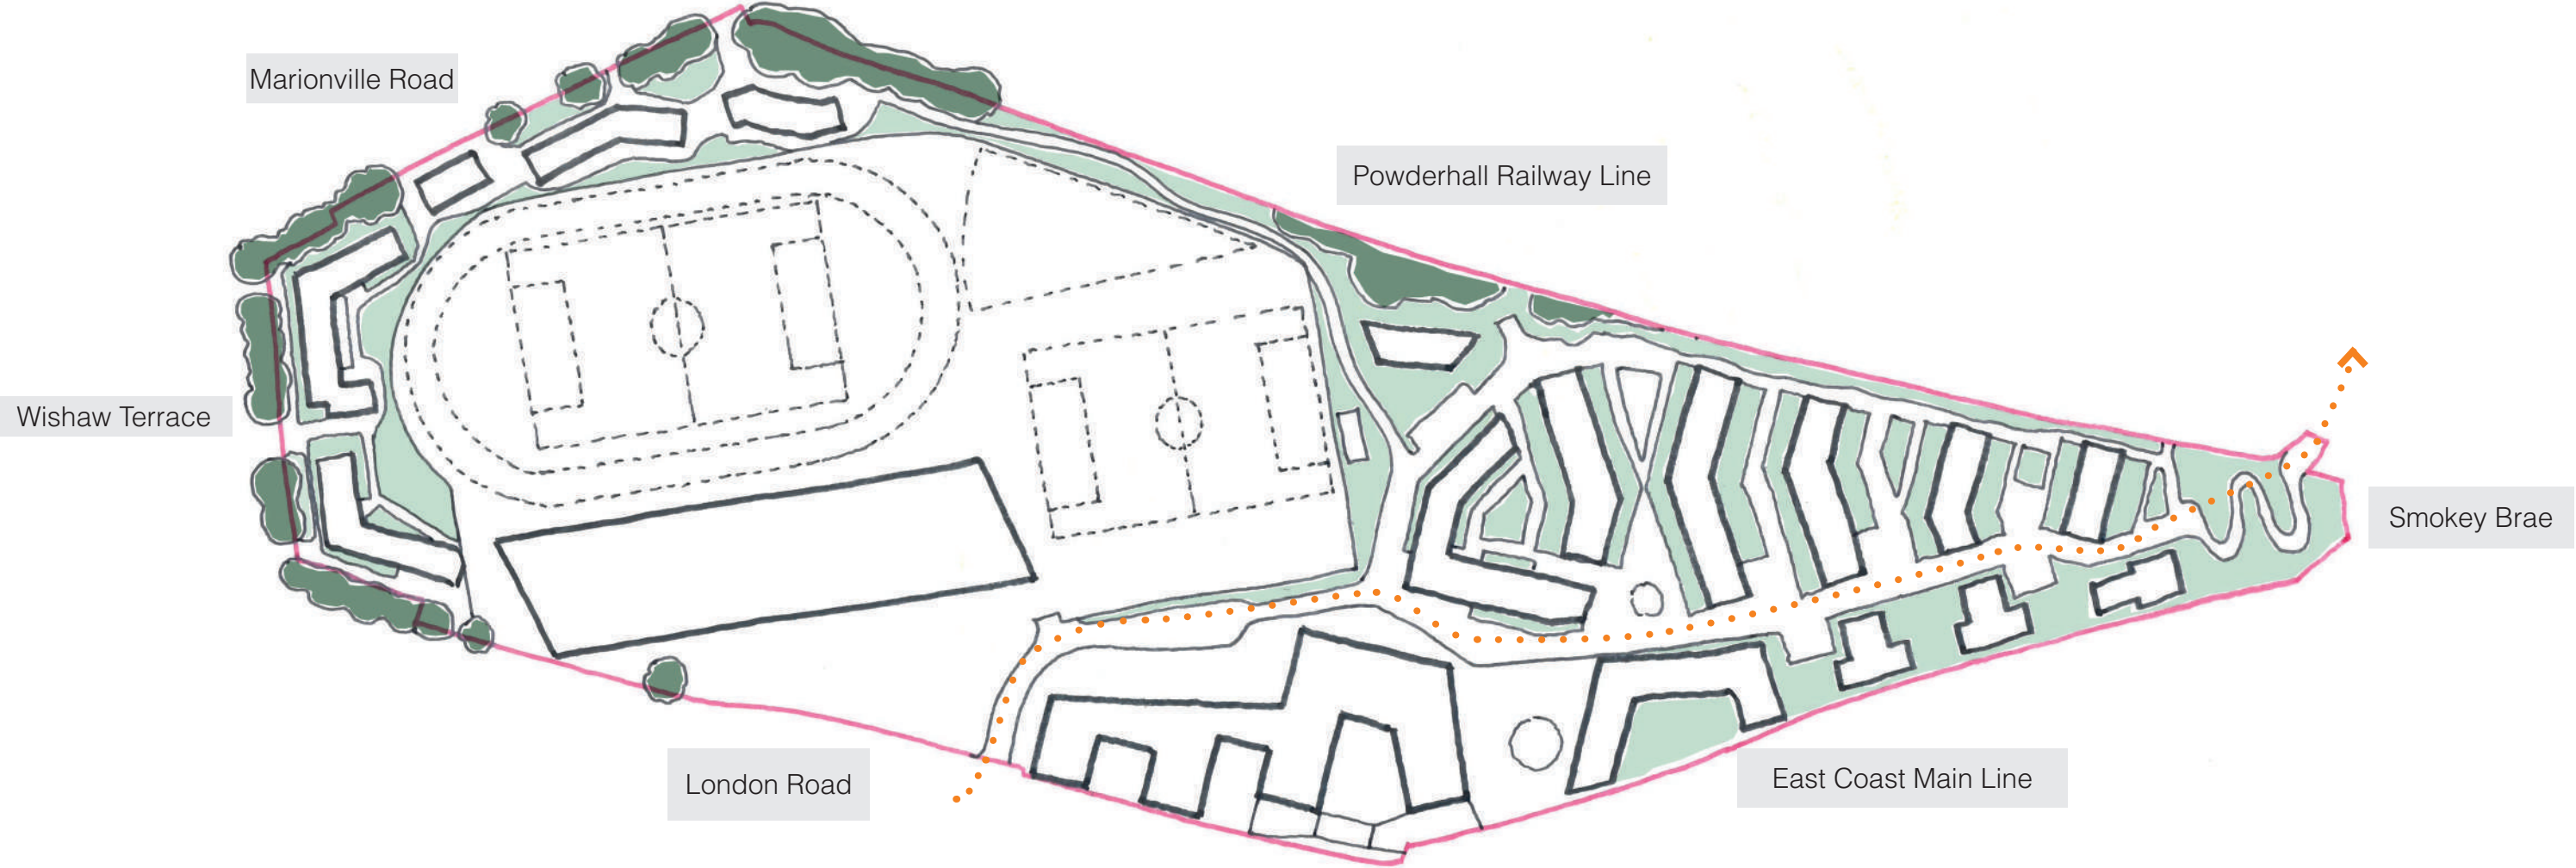 Marionville Road
Powderhall Railway Line
Wishaw Terrace
Smokey Brae
London Road
East Coast Main Line